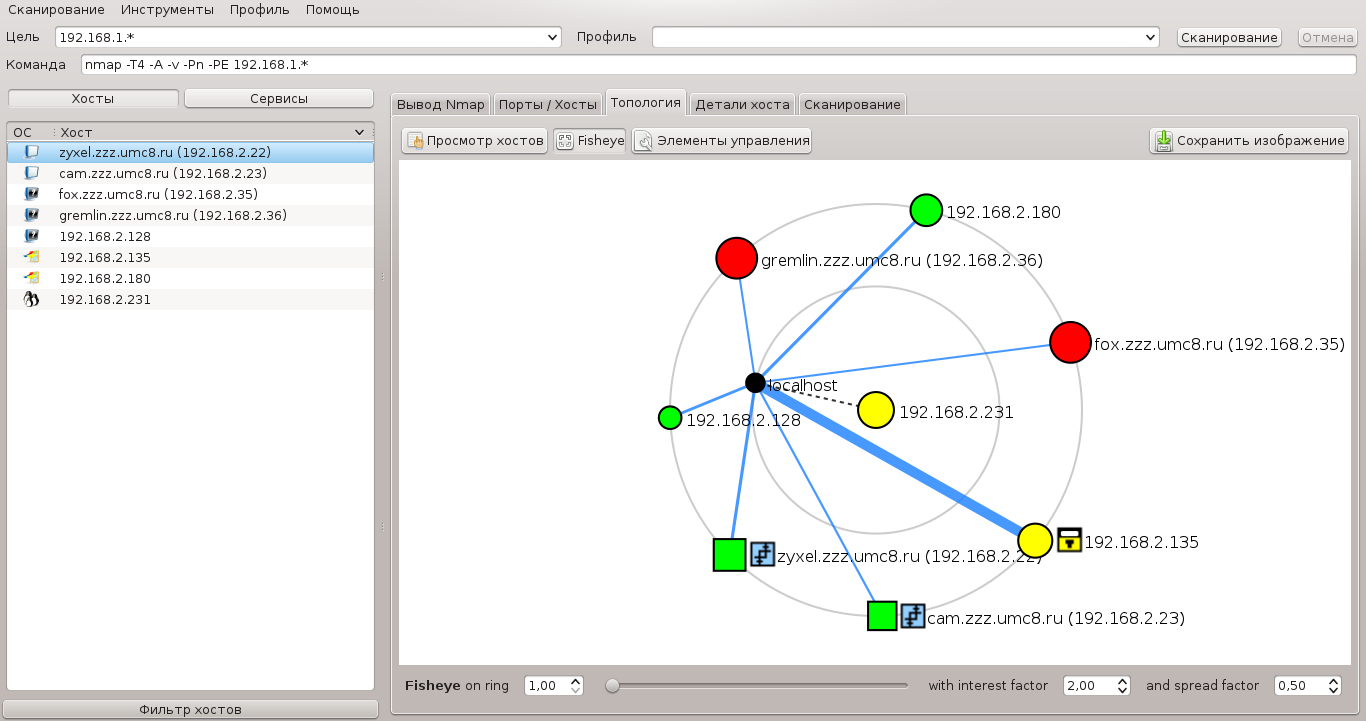 Сканирование Инструменты Профиль Помощь
Цель 192.168.1.* Профиль Сканирование Отмена
Команда nmap -T4 -A -v -Pn -PE 192.168.1.*
Хосты Сервисы
ОС Хост
zyxel.zzz.umc8.ru (192.168.2.22)
cam.zzz.umc8.ru (192.168.2.23)
fox.zzz.umc8.ru (192.168.2.35)
gremlin.zzz.umc8.ru (192.168.2.36)
192.168.2.128
192.168.2.135
192.168.2.180
192.168.2.231
Фильтр хостов
Вывод Nmap Порты / Хосты Топология Детали хоста Сканирование
Просмотр хостов Fisheye Элементы управления Сохранить изображение
192.168.2.180
gremlin.zzz.umc8.ru (192.168.2.36)
fox.zzz.umc8.ru (192.168.2.35)
localhost
192.168.2.231
192.168.2.128
192.168.2.135
zyxel.zzz.umc8.ru (192.168.2.22)
cam.zzz.umc8.ru (192.168.2.23)
Fisheye on ring 1,00 with interest factor 2,00 and spread factor 0,50